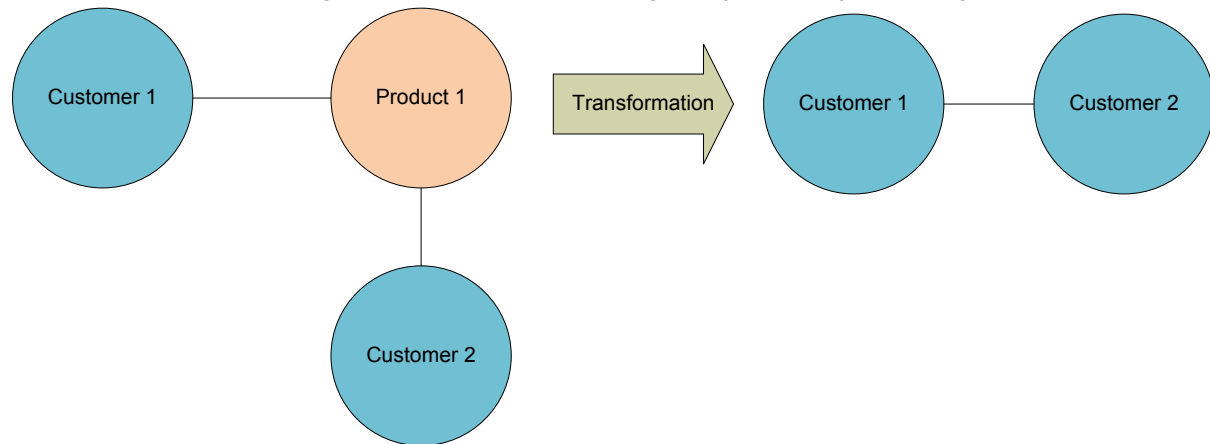 Customer 1
Product 1
Transformation
Customer 1
Customer 2
Customer 2